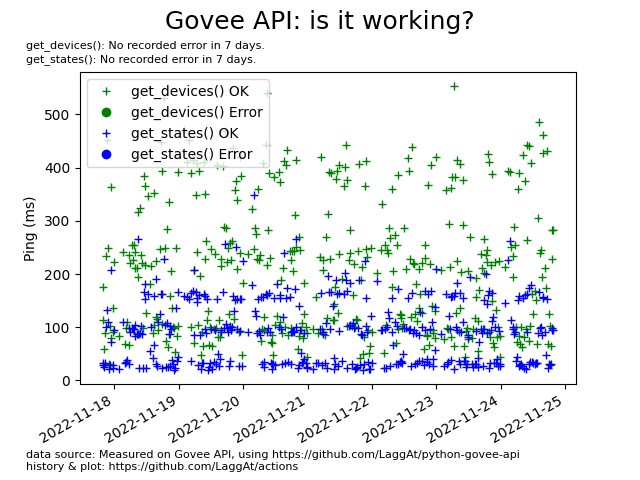 Govee API: is it working?
get_devices(): No recorded error in 7 days.
get_states(): No recorded error in 7 days.
get_devices() OK
get_devices() Error
get_states() OK
get_states() Error
Ping (ms)
500
400
300
200
100
0
2022-11-18
2022-11-19
2022-11-20
2022-11-21
2022-11-22
2022-11-23
2022-11-24
2022-11-25
data source: Measured on Govee API, using https://github.com/LaggAt/python-govee-api
history & plot: https://github.com/LaggAt/actions